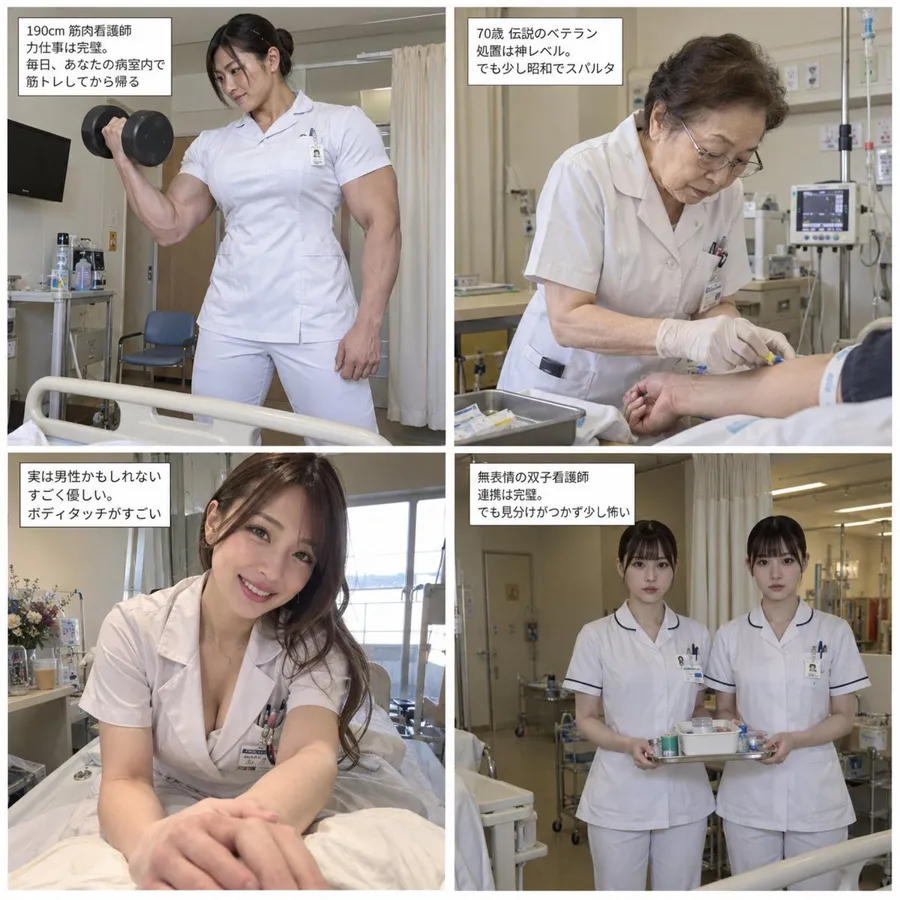 190cm 筋肉看護師
力仕事は完璧。
毎日、あなたの病室内で
筋トレしてから帰る
70歳 伝説のベテラン
処置は神レベル。
でも少し昭和でスパルタ
実は男性かもしれない
すごく優しい。
ボディタッチがすごい
無表情の双子看護師
連携は完璧。
でも見分けがつかず少し怖い